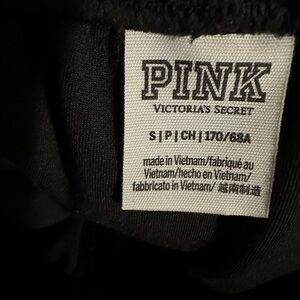 PINK
VICTORIA'S SECRET
S | P | CH | 170/68A
made in Vietnam/fabriqué au
Vietnam/hecho en Vietnam/
fabbricato in Vietnam/ 越南制造